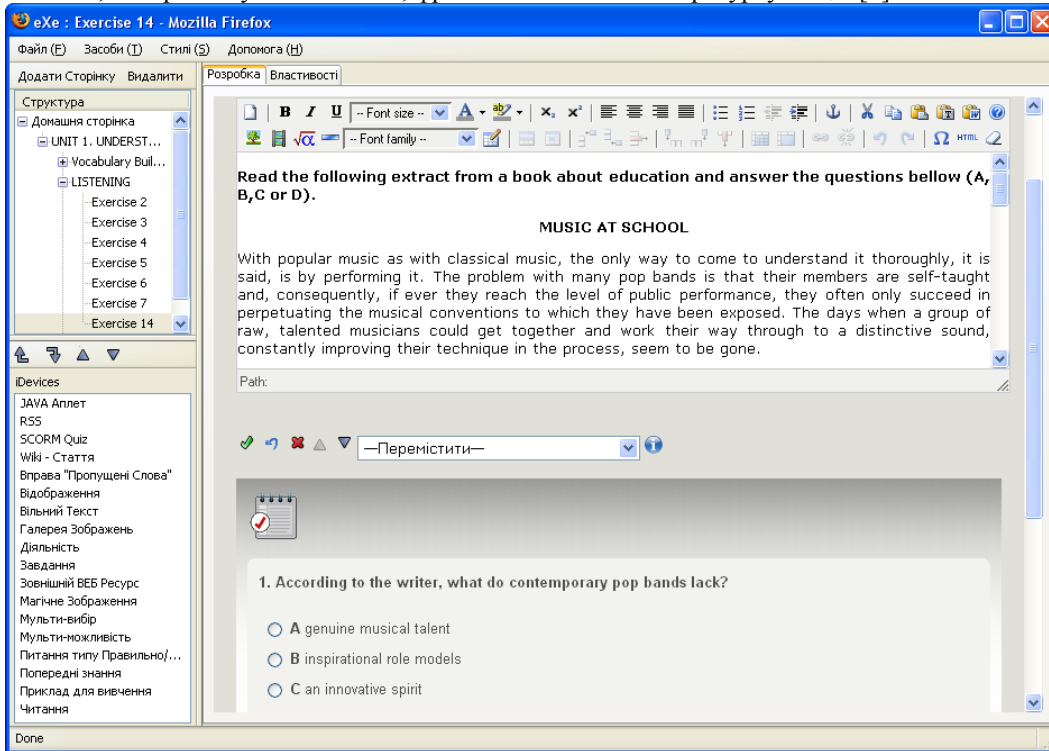 eXe : Exercise 14 - Mozilla Firefox
Файл (F) Засоби (T) Стилі (S) Допомога (H)
Додати Сторінку Видалити
Розробка Властивості
Структура
Домашня сторінка
UNIT 1. UNDERST...
Vocabulary Buil...
LISTENING
Exercise 2
Exercise 3
Exercise 4
Exercise 5
Exercise 6
Exercise 7
Exercise 14
iDevices
JAVA Аплет
RSS
SCORM Quiz
Wiki - Стаття
Вправа "Пропущені Слова"
Відображення
Вільний Текст
Галерея Зображень
Діяльність
Завдання
Зовнішній ВЕБ Ресурс
Магічне Зображення
Мульти-вибір
Мульти-можливість
Питання типу Правильно/...
Попередні знання
Приклад для вивчення
Читання
B I U -- Font size -- A ab
-- Font family -- HTML
Read the following extract from a book about education and answer the questions bellow (A,
B,C or D).
MUSIC AT SCHOOL
With popular music as with classical music, the only way to come to understand it thoroughly, it is
said, is by performing it. The problem with many pop bands is that their members are self-taught
and, consequently, if ever they reach the level of public performance, they often only succeed in
perpetuating the musical conventions to which they have been exposed. The days when a group of
raw, talented musicians could get together and work their way through to a distinctive sound,
constantly improving their technique in the process, seem to be gone.
Path:
—Перемістити—
1. According to the writer, what do contemporary pop bands lack?
A genuine musical talent
B inspirational role models
C an innovative spirit
Done